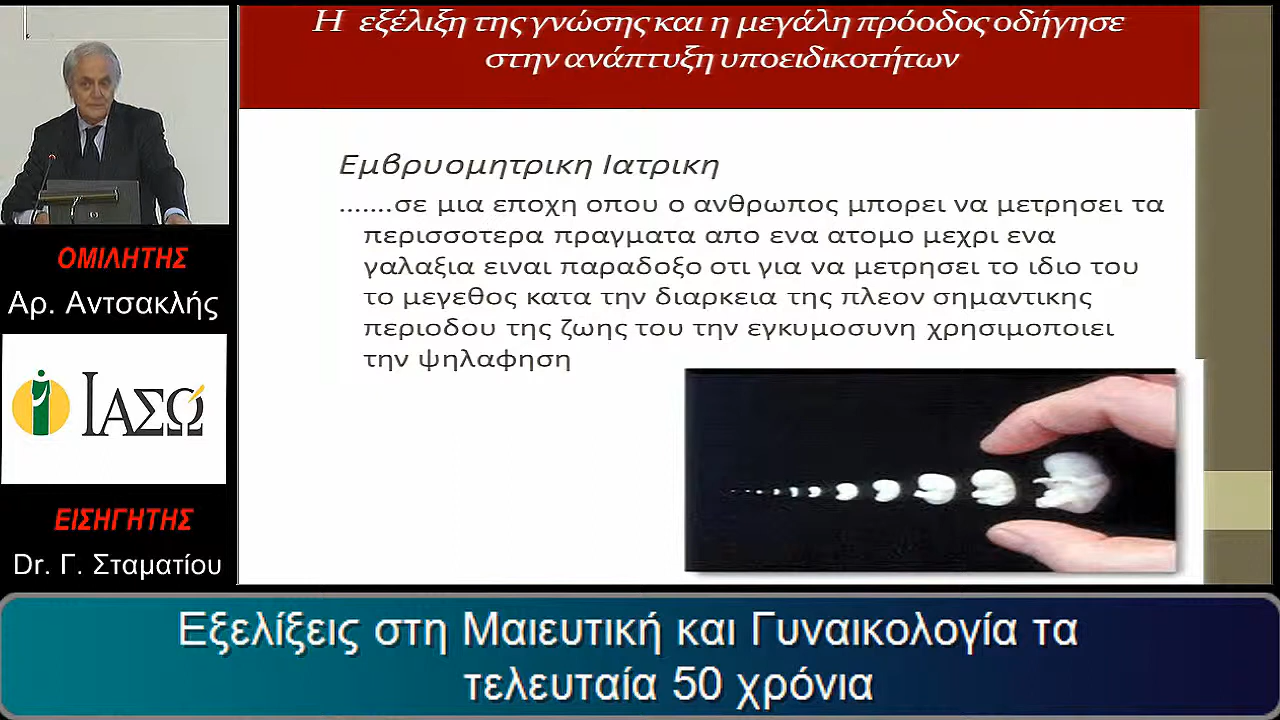 Η εξέλιξη της γνώσης και η μεγάλη πρόοδος οδήγησε
στην ανάπτυξη υποειδικοτήτων
Εμβρυομητρικη Ιατρικη
.......σε μια εποχη οπου ο ανθρωπος μπορει να μετρησει τα
περισσοτερα πραγματα απο ενα ατομο μεχρι ενα
γαλαξια ειναι παραδοξο οτι για να μετρησει το ιδιο του
το μεγεθος κατα την διαρκεια της πλεον σημαντικης
περιοδου της ζωης του την εγκυμοσυνη χρησιμοποιει
την ψηλαφηση
ΟΜΙΛΗΤΗΣ
Αρ. Αντσακλής
ΙΑΣΩ
ΕΙΣΗΓΗΤΗΣ
Dr. Γ. Σταματίου
Εξελίξεις στη Μαιευτική και Γυναικολογία τα
τελευταία 50 χρόνια